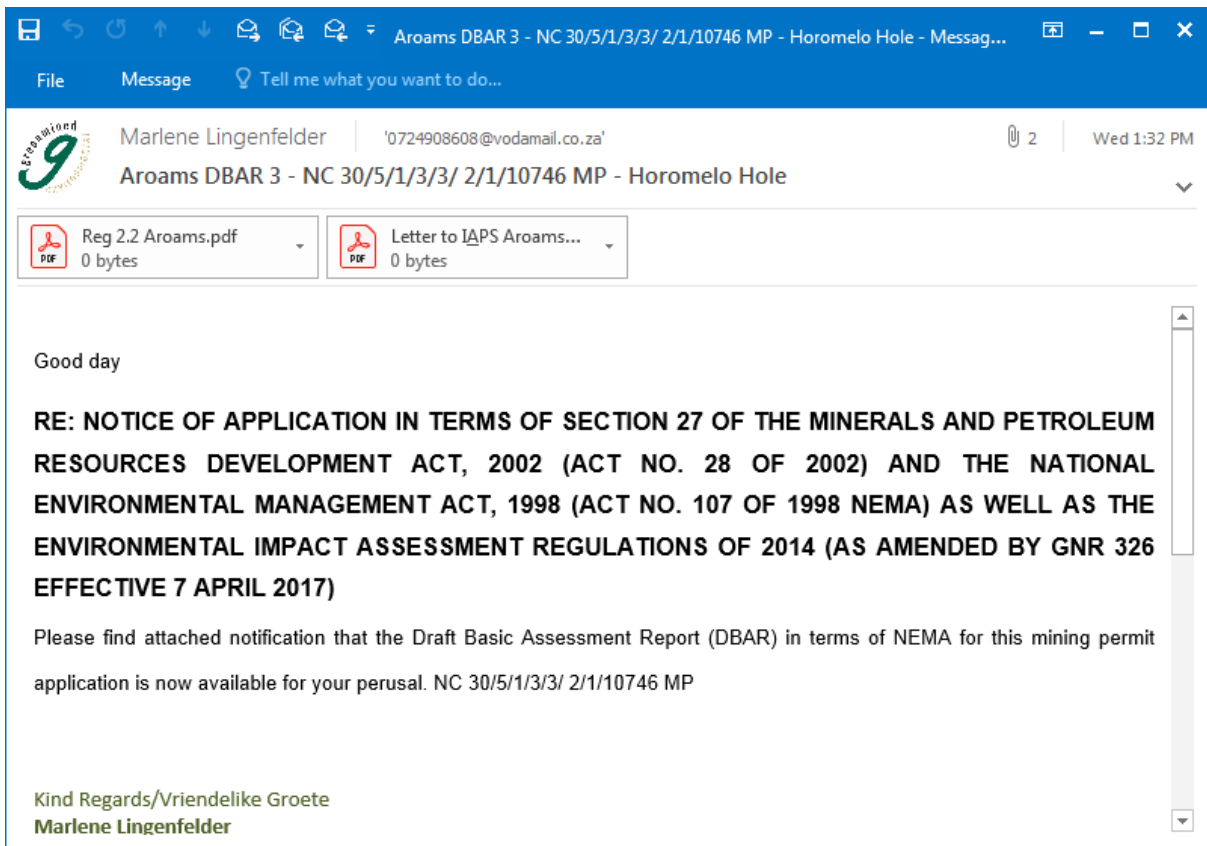 Aroams DBAR 3 - NC 30/5/1/3/3/ 2/1/10746 MP - Horomelo Hole - Messag...
File Message Tell me what you want to do...
Marlene Lingenfelder '0724908608@vodamail.co.za' 2 Wed 1:32 PM
Aroams DBAR 3 - NC 30/5/1/3/3/ 2/1/10746 MP - Horomelo Hole
Reg 2.2 Aroams.pdf Letter to IAPS Aroams...
PDF 0 bytes PDF 0 bytes
Good day
RE: NOTICE OF APPLICATION IN TERMS OF SECTION 27 OF THE MINERALS AND PETROLEUM
RESOURCES DEVELOPMENT ACT, 2002 (ACT NO. 28 OF 2002) AND THE NATIONAL
ENVIRONMENTAL MANAGEMENT ACT, 1998 (ACT NO. 107 OF 1998 NEMA) AS WELL AS THE
ENVIRONMENTAL IMPACT ASSESSMENT REGULATIONS OF 2014 (AS AMENDED BY GNR 326
EFFECTIVE 7 APRIL 2017)
Please find attached notification that the Draft Basic Assessment Report (DBAR) in terms of NEMA for this mining permit
application is now available for your perusal. NC 30/5/1/3/3/ 2/1/10746 MP
Kind Regards/Vriendelike Groete
Marlene Lingenfelder